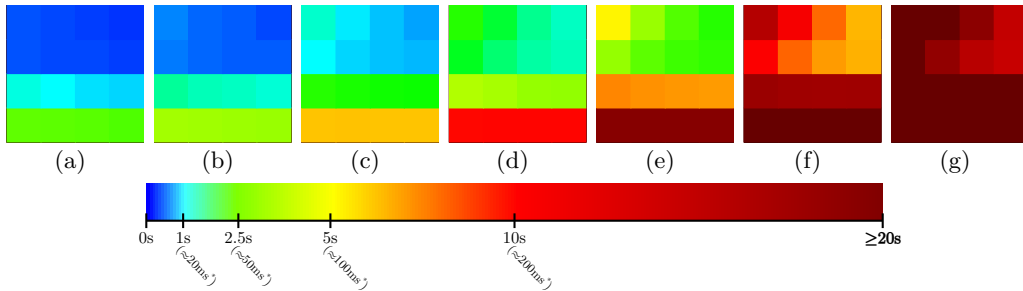 (a) (b) (c) (d) (e) (f) (g)
0s 1s 2.5s 5s 10s ≥20s
(≈20ms*) (≈50ms*) (≈100ms*) (≈200ms*)